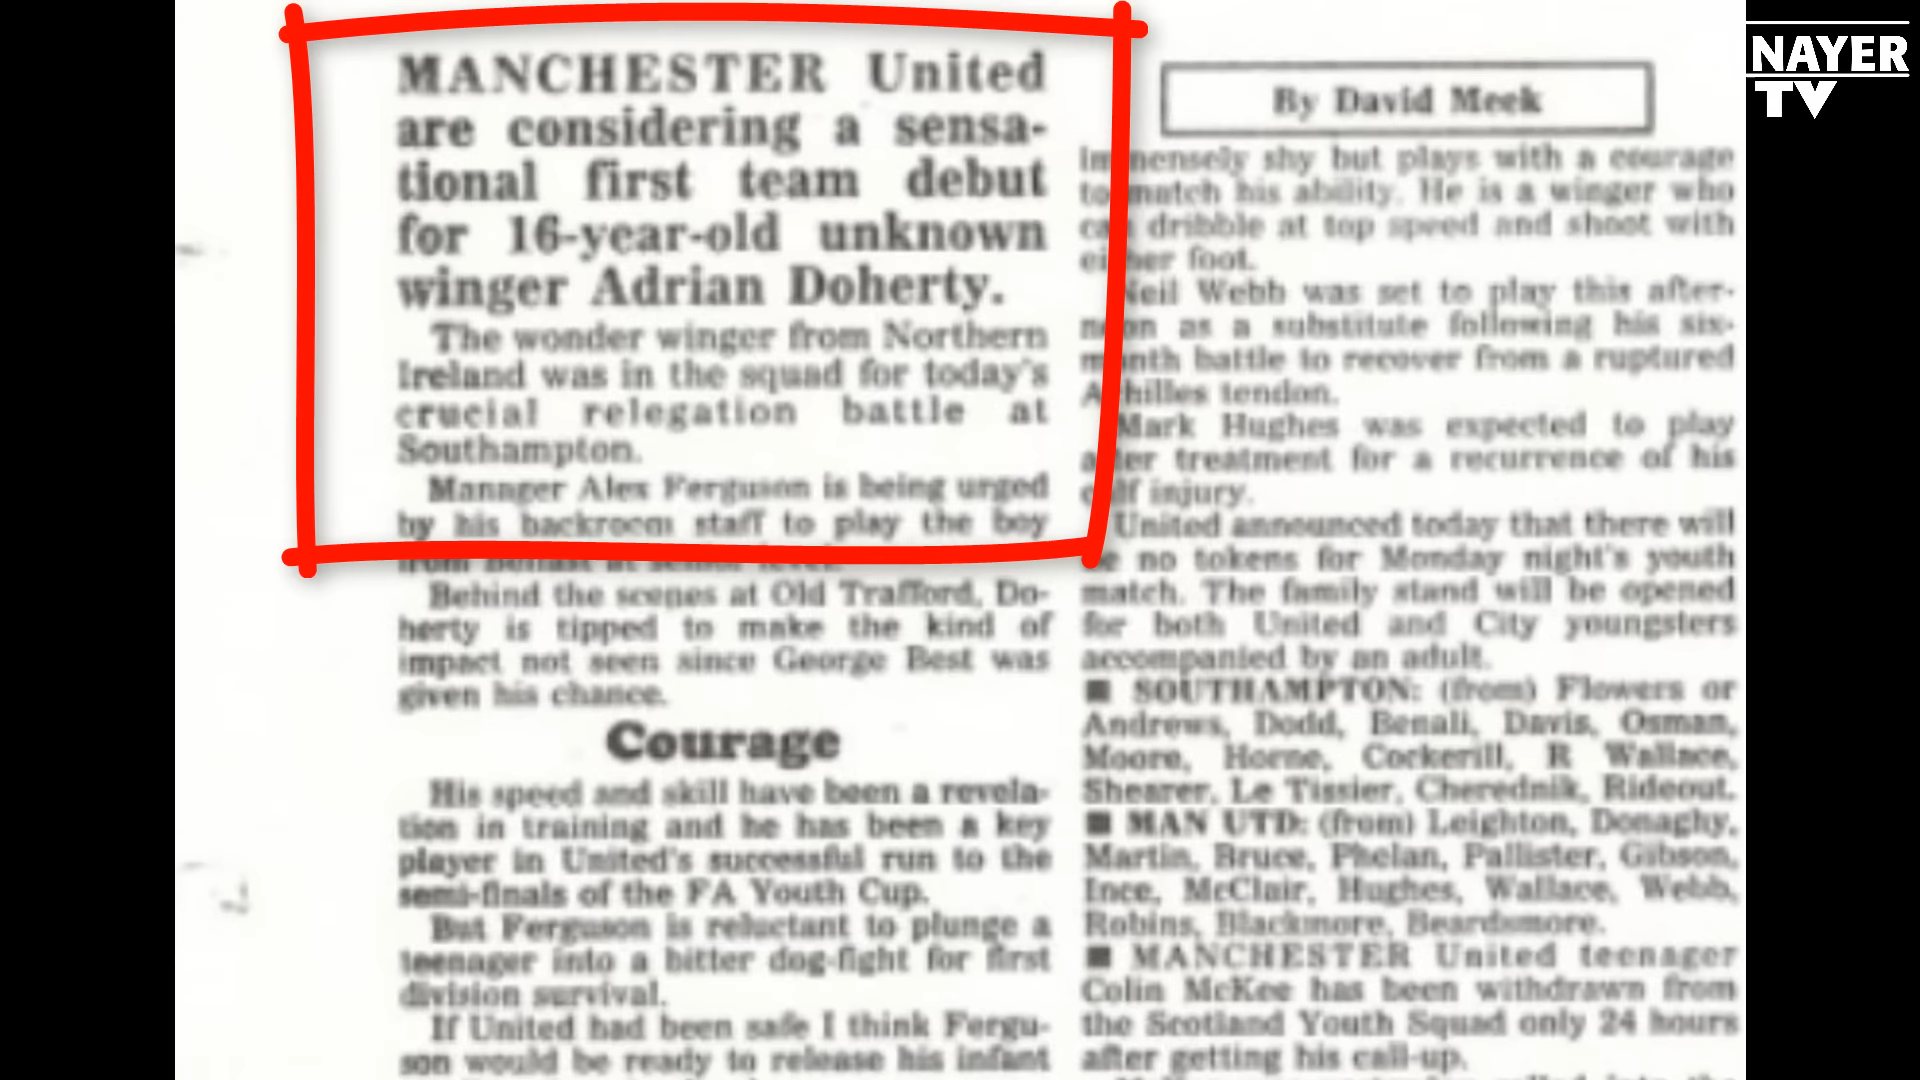 MANCHESTER United
are considering a sensa-
tional first team debut
for 16-year-old unknown
winger Adrian Doherty.
The wonder winger from Northern
Ireland was in the squad for today's
crucial relegation battle at
Southampton.
Manager Alex Ferguson is being urged
by his backroom staff to play the boy
from Belfast at senior level.
Behind the scenes at Old Trafford, Do-
herty is tipped to make the kind of
impact not seen since George Best was
given his chance.
Courage
His speed and skill have been a revela-
tion in training and he has been a key
player in United's successful run to the
semi-finals of the FA Youth Cup.
But Ferguson is reluctant to plunge a
teenager into a bitter dog-fight for first
division survival.
If United had been safe I think Fergu-
son would be ready to release his infant
By David Meek
immensely shy but plays with a courage
to match his ability. He is a winger who
can dribble at top speed and shoot with
either foot.
Neil Webb was set to play this after-
noon as a substitute following his six-
month battle to recover from a ruptured
Achilles tendon.
Mark Hughes was expected to play
after treatment for a recurrence of his
calf injury.
United announced today that there will
be no tokens for Monday night's youth
match. The family stand will be opened
for both United and City youngsters
accompanied by an adult.
■ SOUTHAMPTON: (from) Flowers or
Andrews, Dodd, Benali, Davis, Osman,
Moore, Horne, Cockerill, R Wallace,
Shearer, Le Tissier, Cherednik, Rideout.
■ MAN UTD: (from) Leighton, Donaghy,
Martin, Bruce, Phelan, Pallister, Gibson,
Ince, McClair, Hughes, Wallace, Webb,
Robins, Blackmore, Beardsmore.
■ MANCHESTER United teenager
Colin McKee has been withdrawn from
the Scotland Youth Squad only 24 hours
after getting his call-up.
NAYER
TV